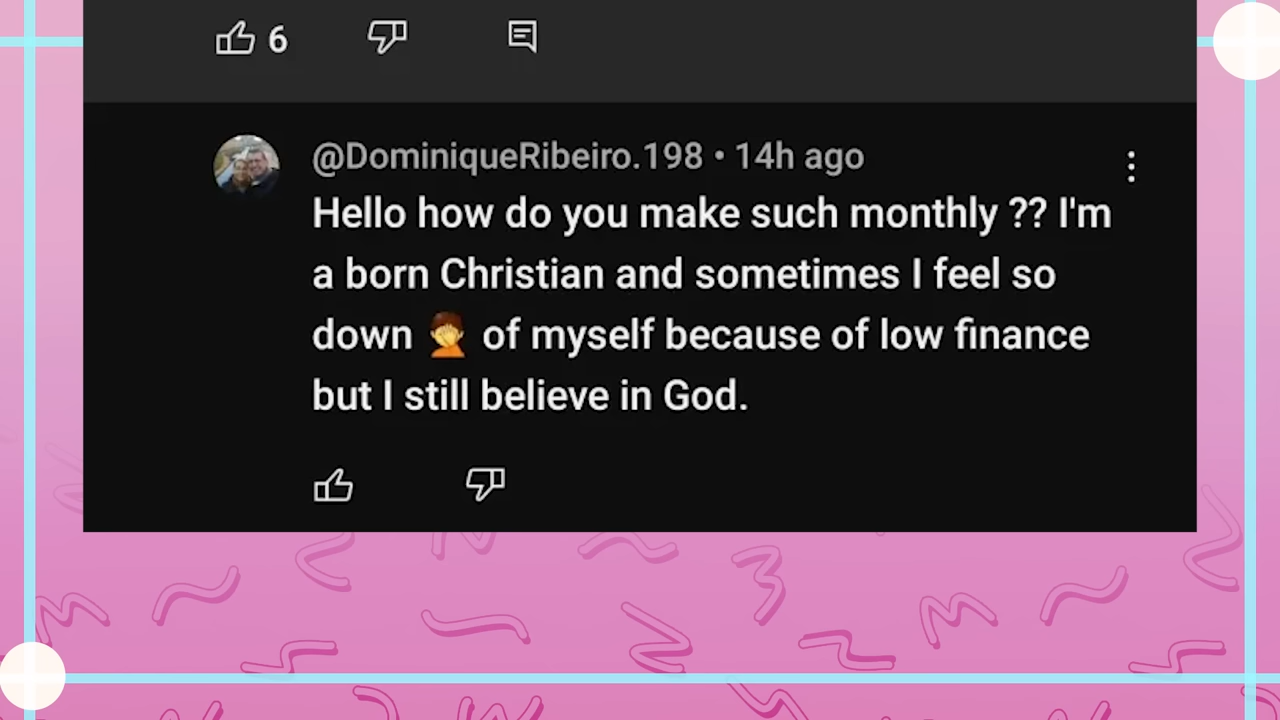 6
@DominiqueRibeiro.198 • 14h ago
Hello how do you make such monthly ?? I'm
a born Christian and sometimes I feel so
down 🤦 of myself because of low finance
but I still believe in God.